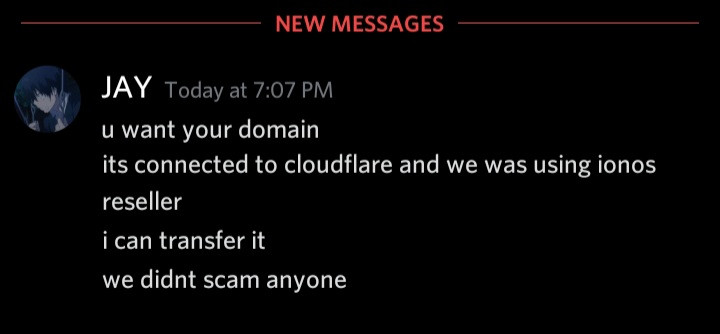 NEW MESSAGES
JAY Today at 7:07 PM
u want your domain
its connected to cloudflare and we was using ionos
reseller
i can transfer it
we didnt scam anyone